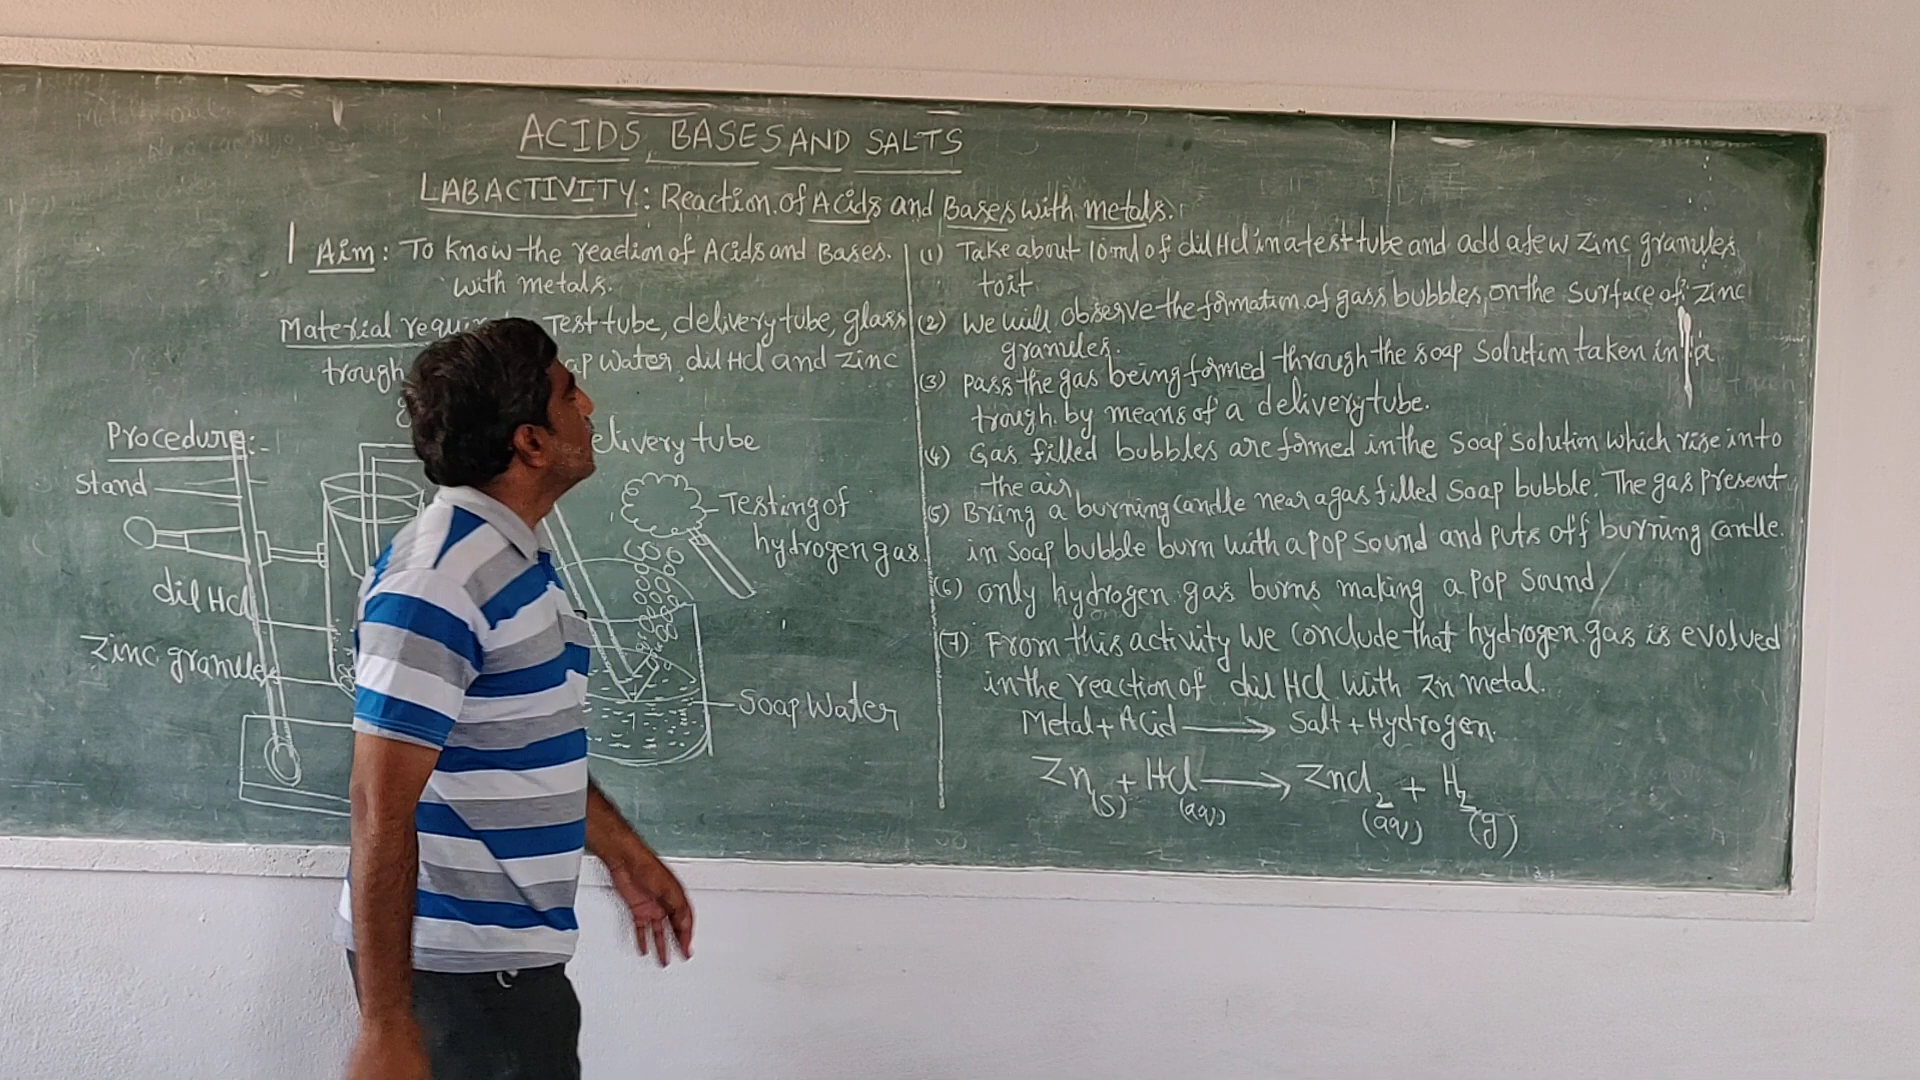 ACIDS, BASES AND SALTS
LAB ACTIVITY: Reaction of Acids and Bases with metals.
Aim: To know the reaction of Acids and Bases.
with metals.
Material Test tube, delivery tube, glass
trough water, dil Hcl and zinc
Procedure:-
elivery tube
Stand
Testing of
hydrogen gas
dil HCl
Zinc granules
Soap Water
(1) Take about 10ml of dil Hcl in a test tube and add a few zinc granules
to it.
(2) We will observe the formation of gass bubbles, on the surface of zinc
granules.
(3) pass the gas being formed through the soap solution taken in a
trough by means of a delivery tube.
(4) Gas filled bubbles are formed in the soap solution which rise into
the air
(5) Bring a burning candle near a gas filled soap bubble. The gas present
in soap bubble burn with a pop sound and puts off burning candle.
(6) only hydrogen gas burns making a pop sound
(7) From this activity we conclude that hydrogen gas is evolved
in the reaction of dil HCl with Zn metal.
Metal + Acid → Salt + Hydrogen.
Zn(s) + HCl(aq) → ZnCl2(aq) + H2(g)